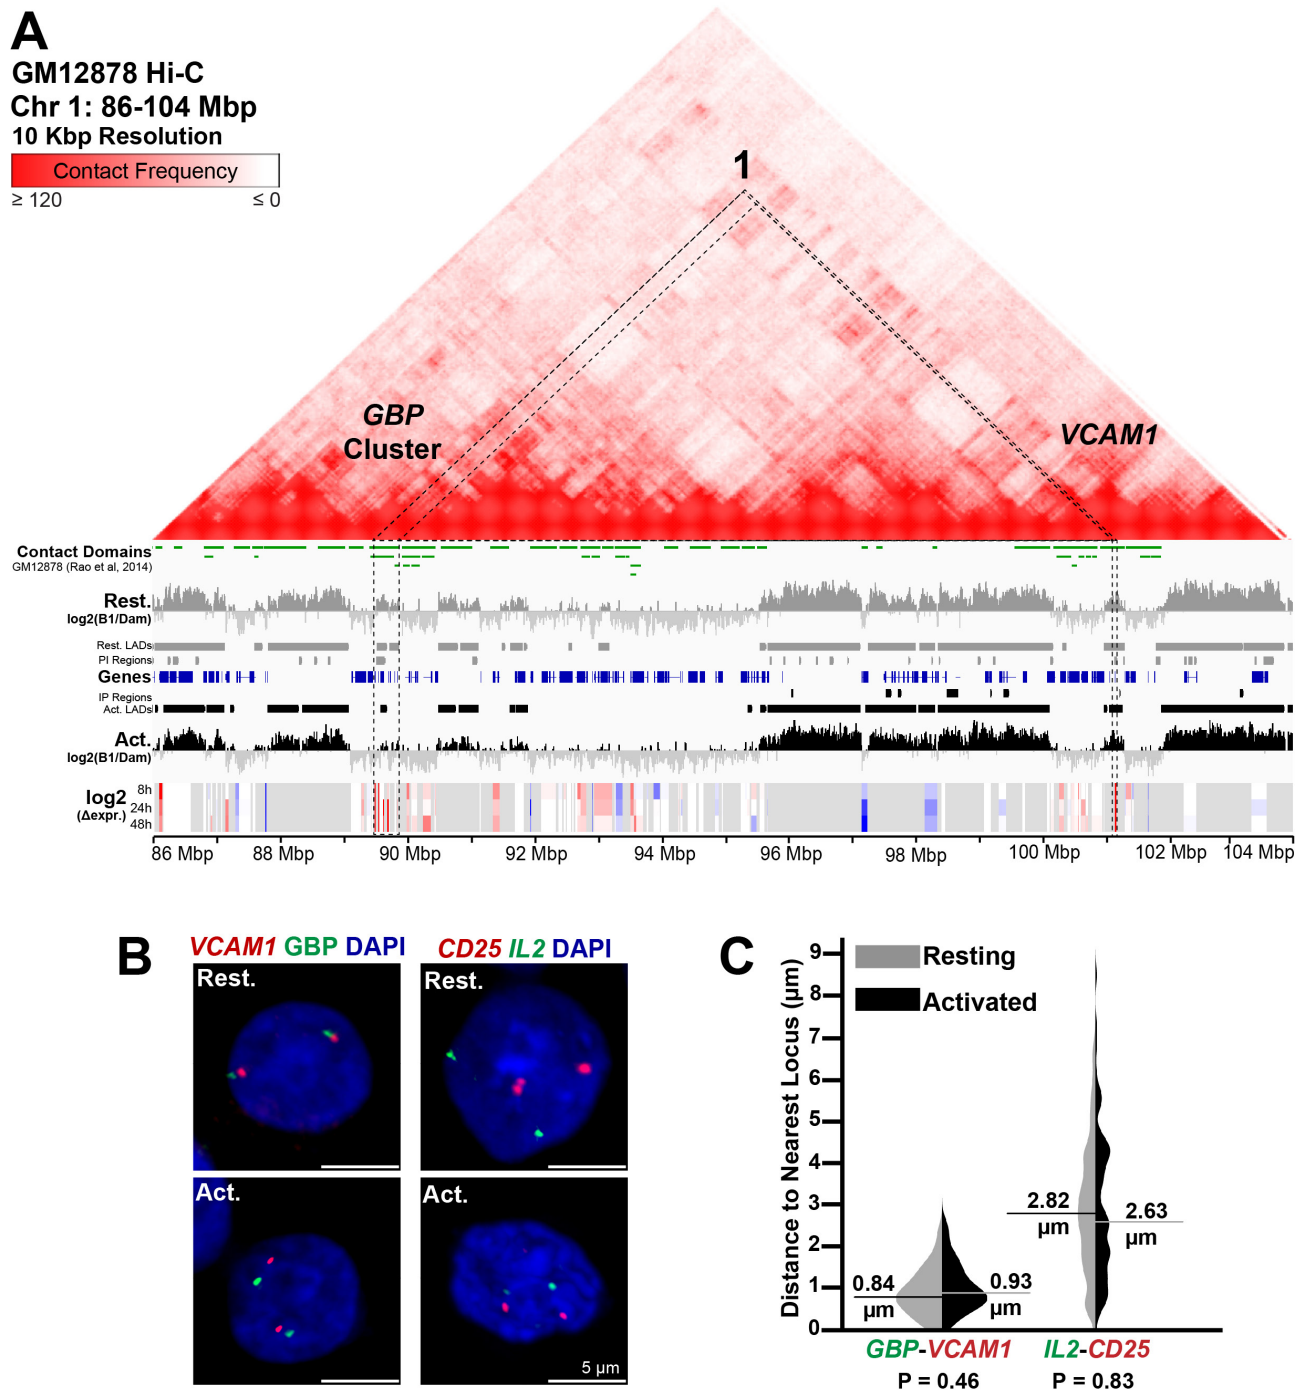 A
GM12878 Hi-C
Chr 1: 86-104 Mbp
10 Kbp Resolution
Contact Frequency
≥ 120 ≤ 0
1
GBP
Cluster
VCAM1
Contact Domains
GM12878 (Rao et al, 2014)
Rest.
log2(B1/Dam)
Rest. LADs
PI Regions
Genes
IP Regions
Act. LADs
Act.
log2(B1/Dam)
log2
(Δexpr.)
8h
24h
48h
86 Mbp 88 Mbp 90 Mbp 92 Mbp 94 Mbp 96 Mbp 98 Mbp 100 Mbp 102 Mbp 104 Mbp
B
VCAM1 GBP DAPI
CD25 IL2 DAPI
Rest.
Rest.
Act.
Act.
5 µm
C
Distance to Nearest Locus (µm)
9
8
7
6
5
4
3
2
1
0
Resting
Activated
0.84
µm
0.93
µm
2.82
µm
2.63
µm
GBP-VCAM1 IL2-CD25
P = 0.46 P = 0.83